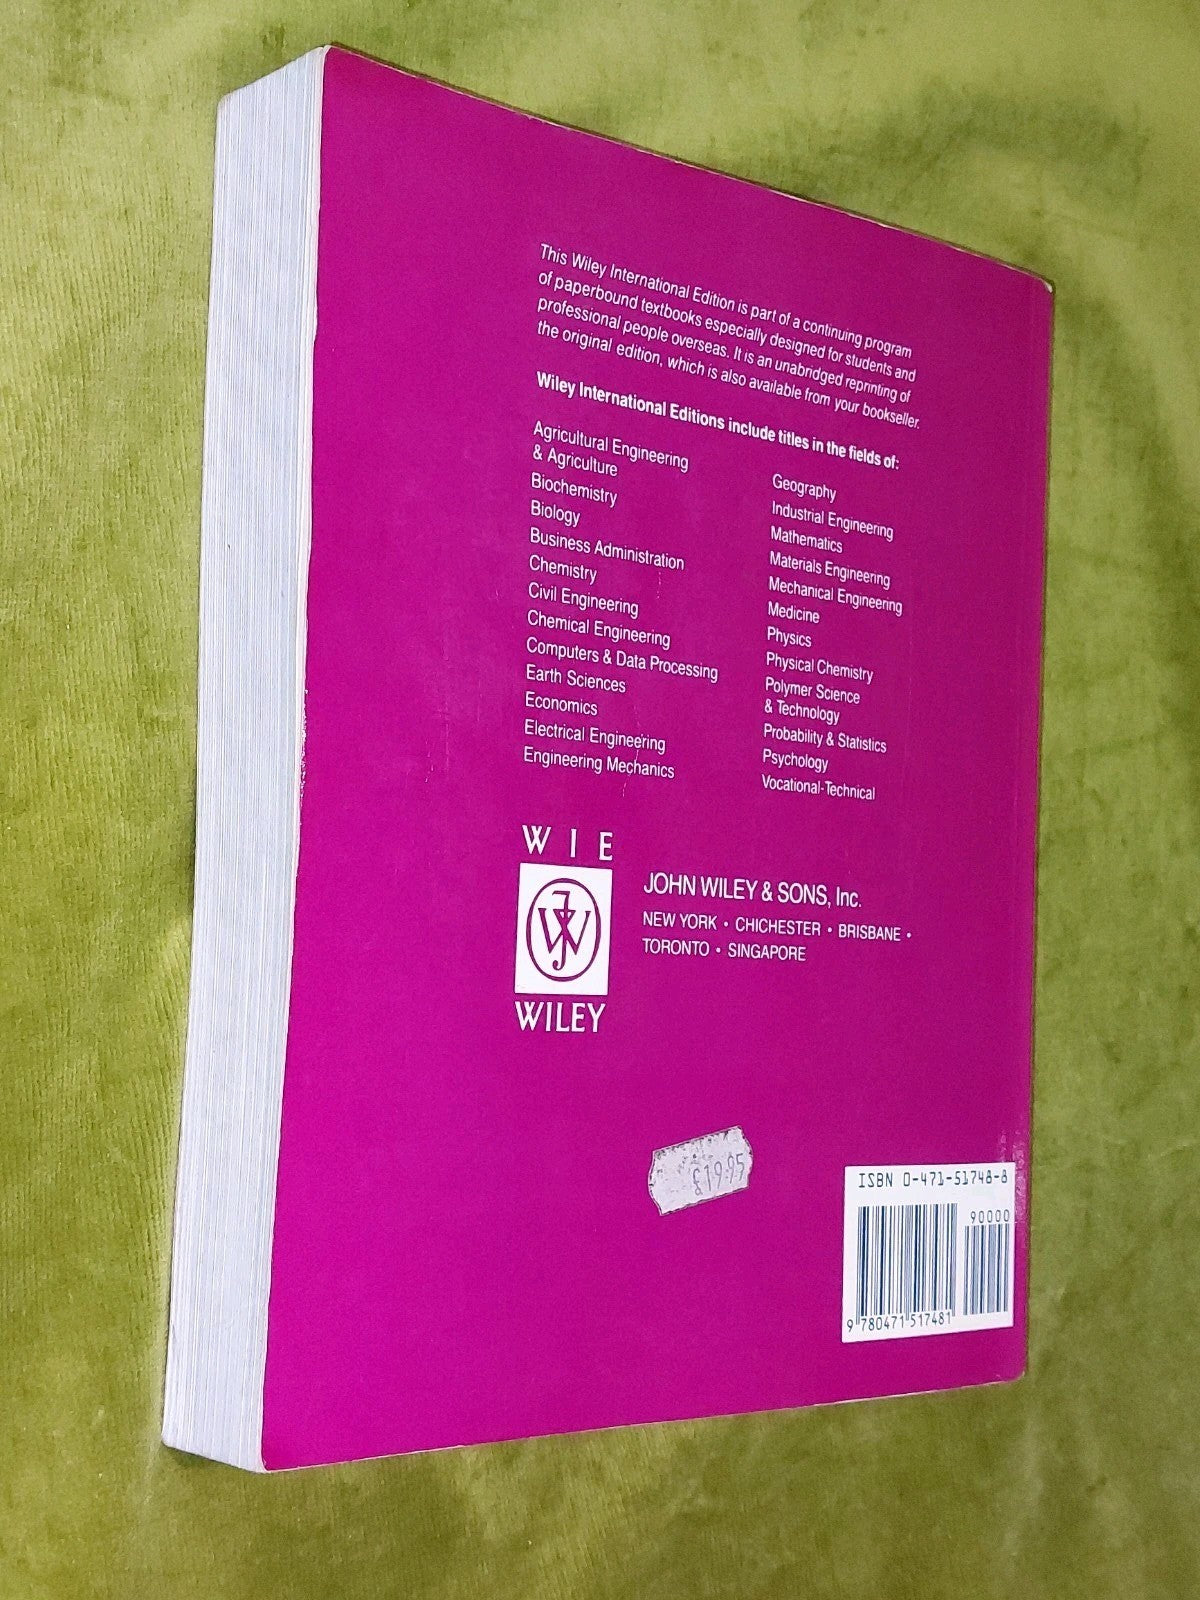 This Wiley International Edition is part of a continuing program
of paperbound textbooks especially designed for students and
professional people overseas. It is an unabridged reprinting of
the original edition, which is also available from your bookseller.
Wiley International Editions include titles in the fields of:
Agricultural Engineering
& Agriculture
Biochemistry
Biology
Business Administration
Chemistry
Civil Engineering
Chemical Engineering
Computers & Data Processing
Earth Sciences
Economics
Electrical Engineering
Engineering Mechanics
Geography
Industrial Engineering
Mathematics
Materials Engineering
Mechanical Engineering
Medicine
Physics
Physical Chemistry
Polymer Science
& Technology
Probability & Statistics
Psychology
Vocational-Technical
W I E
JW
WILEY
JOHN WILEY & SONS, Inc.
NEW YORK • CHICHESTER • BRISBANE •
TORONTO • SINGAPORE
£19.95
ISBN 0-471-51748-8
90000
9 780471 517481